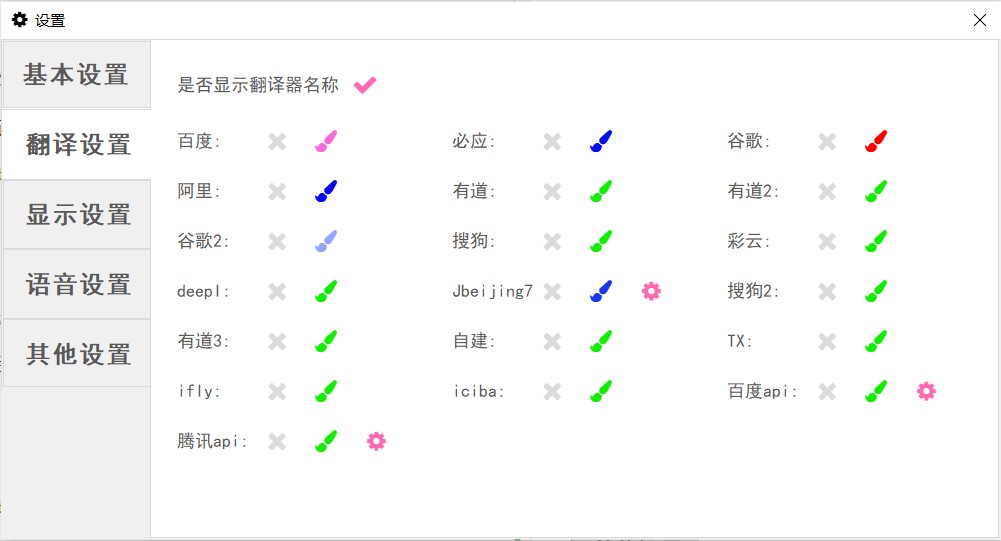 设置
基本设置
翻译设置
显示设置
语音设置
其他设置
是否显示翻译器名称
百度: 必应: 谷歌:
阿里: 有道: 有道2:
谷歌2: 搜狗: 彩云:
deepl: Jbeijing7 搜狗2:
有道3: 自建: TX:
ifly: iciba: 百度api:
腾讯api: